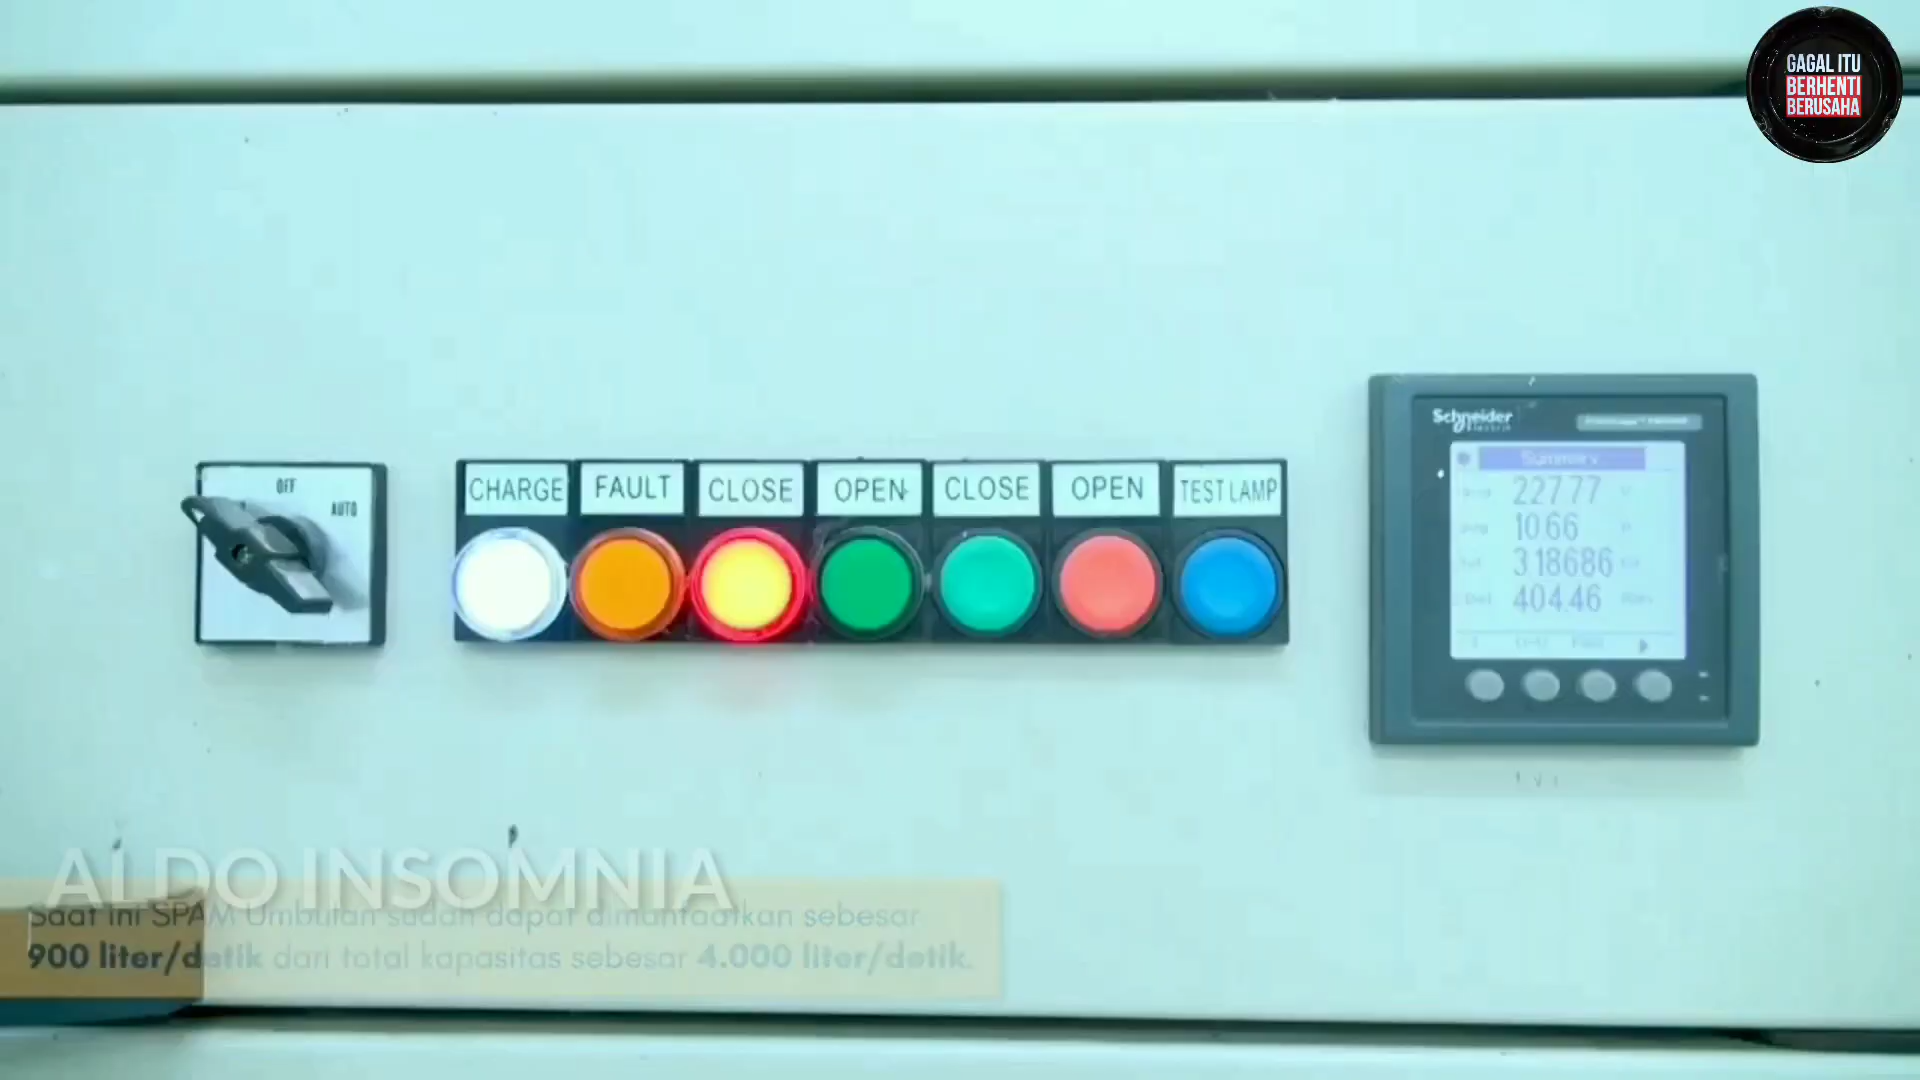 GAGAL ITU
BERHENTI
BERUSAHA
Schneider
Electric
Summary
227.77
10.66
318686
404.46
OFF
AUTO
CHARGE
FAULT
CLOSE
OPEN
CLOSE
OPEN
TEST LAMP
ALDO INSOMNIA
Saat ini SPAM Umbulan sudah dapat dimanfaatkan sebesar
900 liter/detik dari total kapasitas sebesar 4.000 liter/detik.